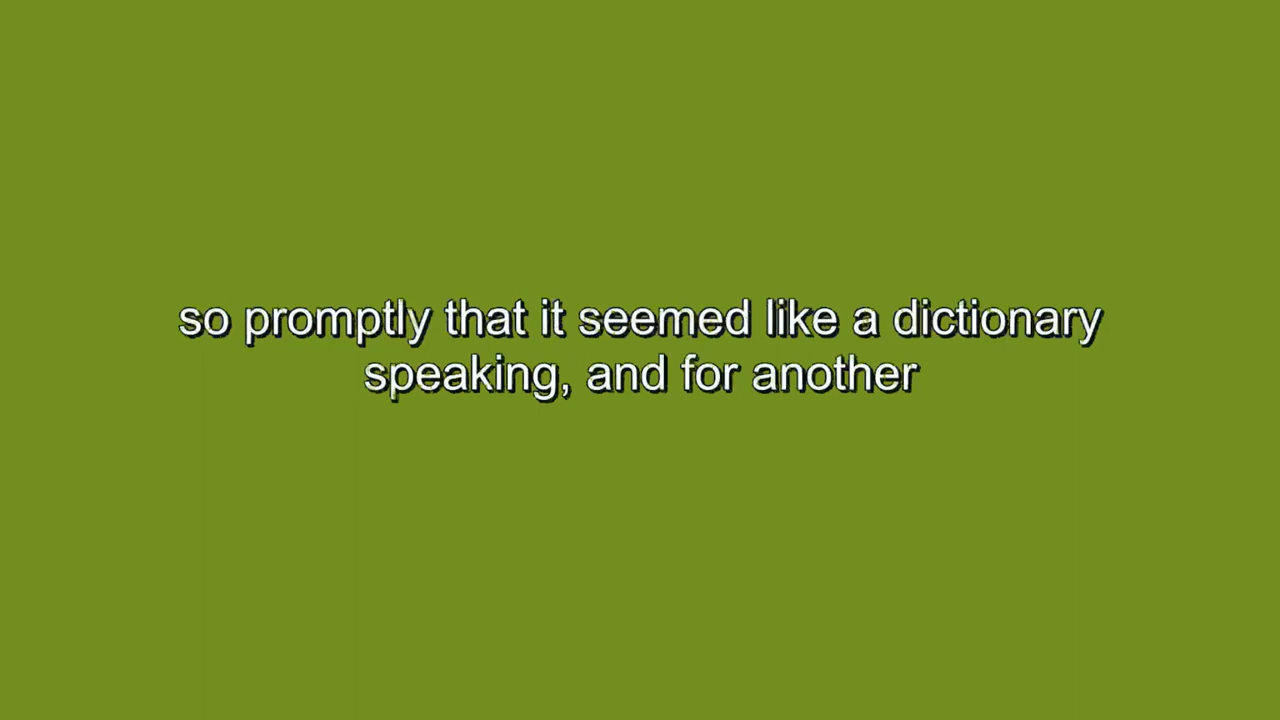 so promptly that it seemed like a dictionary
speaking, and for another